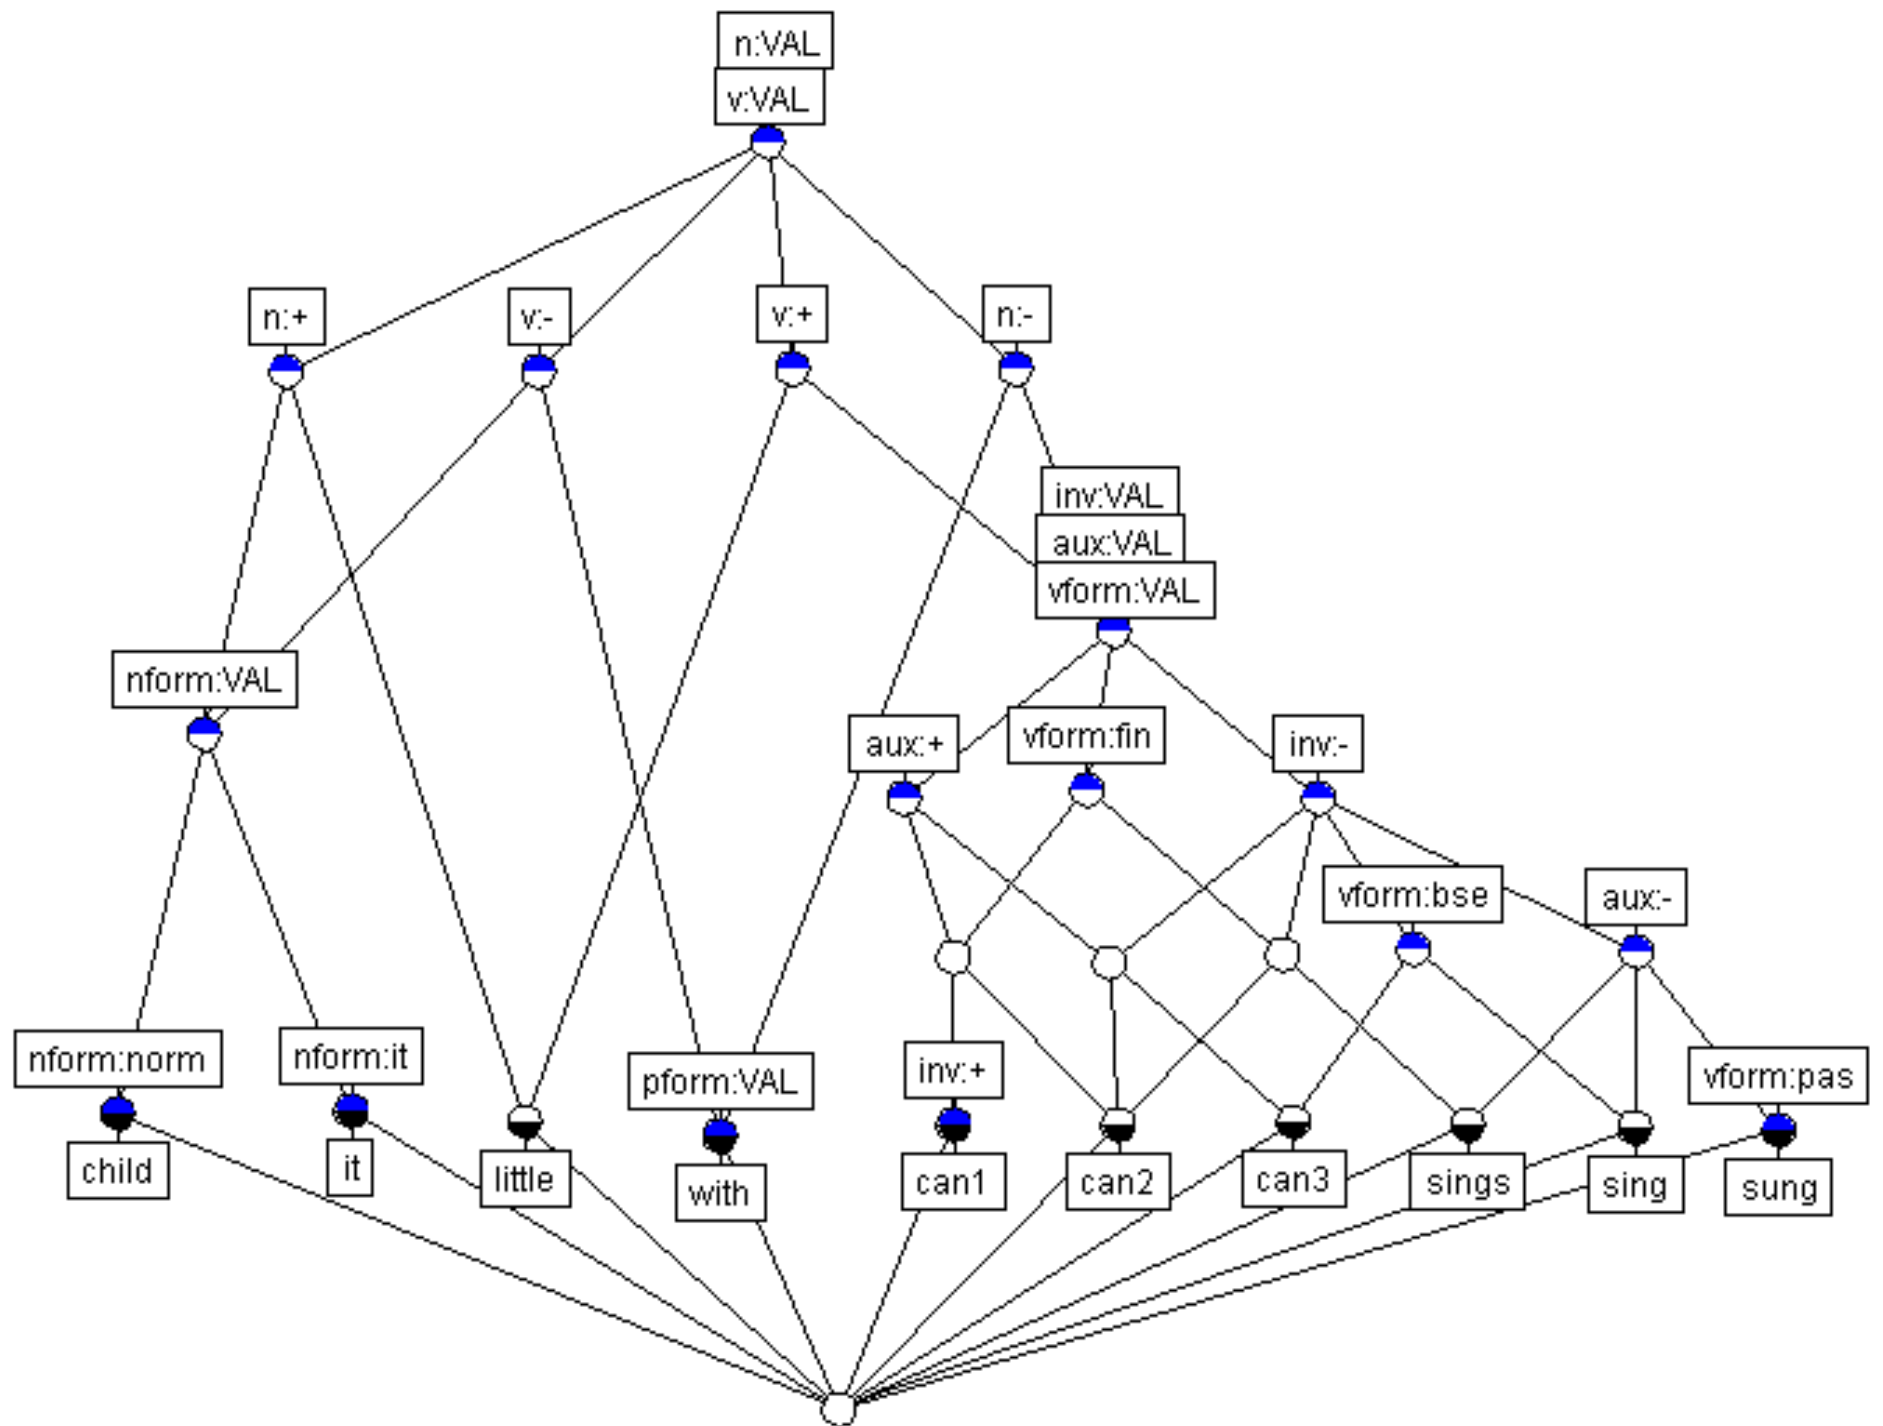 n:VAL
v:VAL
n:+
v:-
v:+
n:-
inv:VAL
aux:VAL
vform:VAL
nform:VAL
aux:+
vform:fin
inv:-
vform:bse
aux:-
nform:norm
nform:it
pform:VAL
inv:+
vform:pas
child
it
little
with
can1
can2
can3
sings
sing
sung